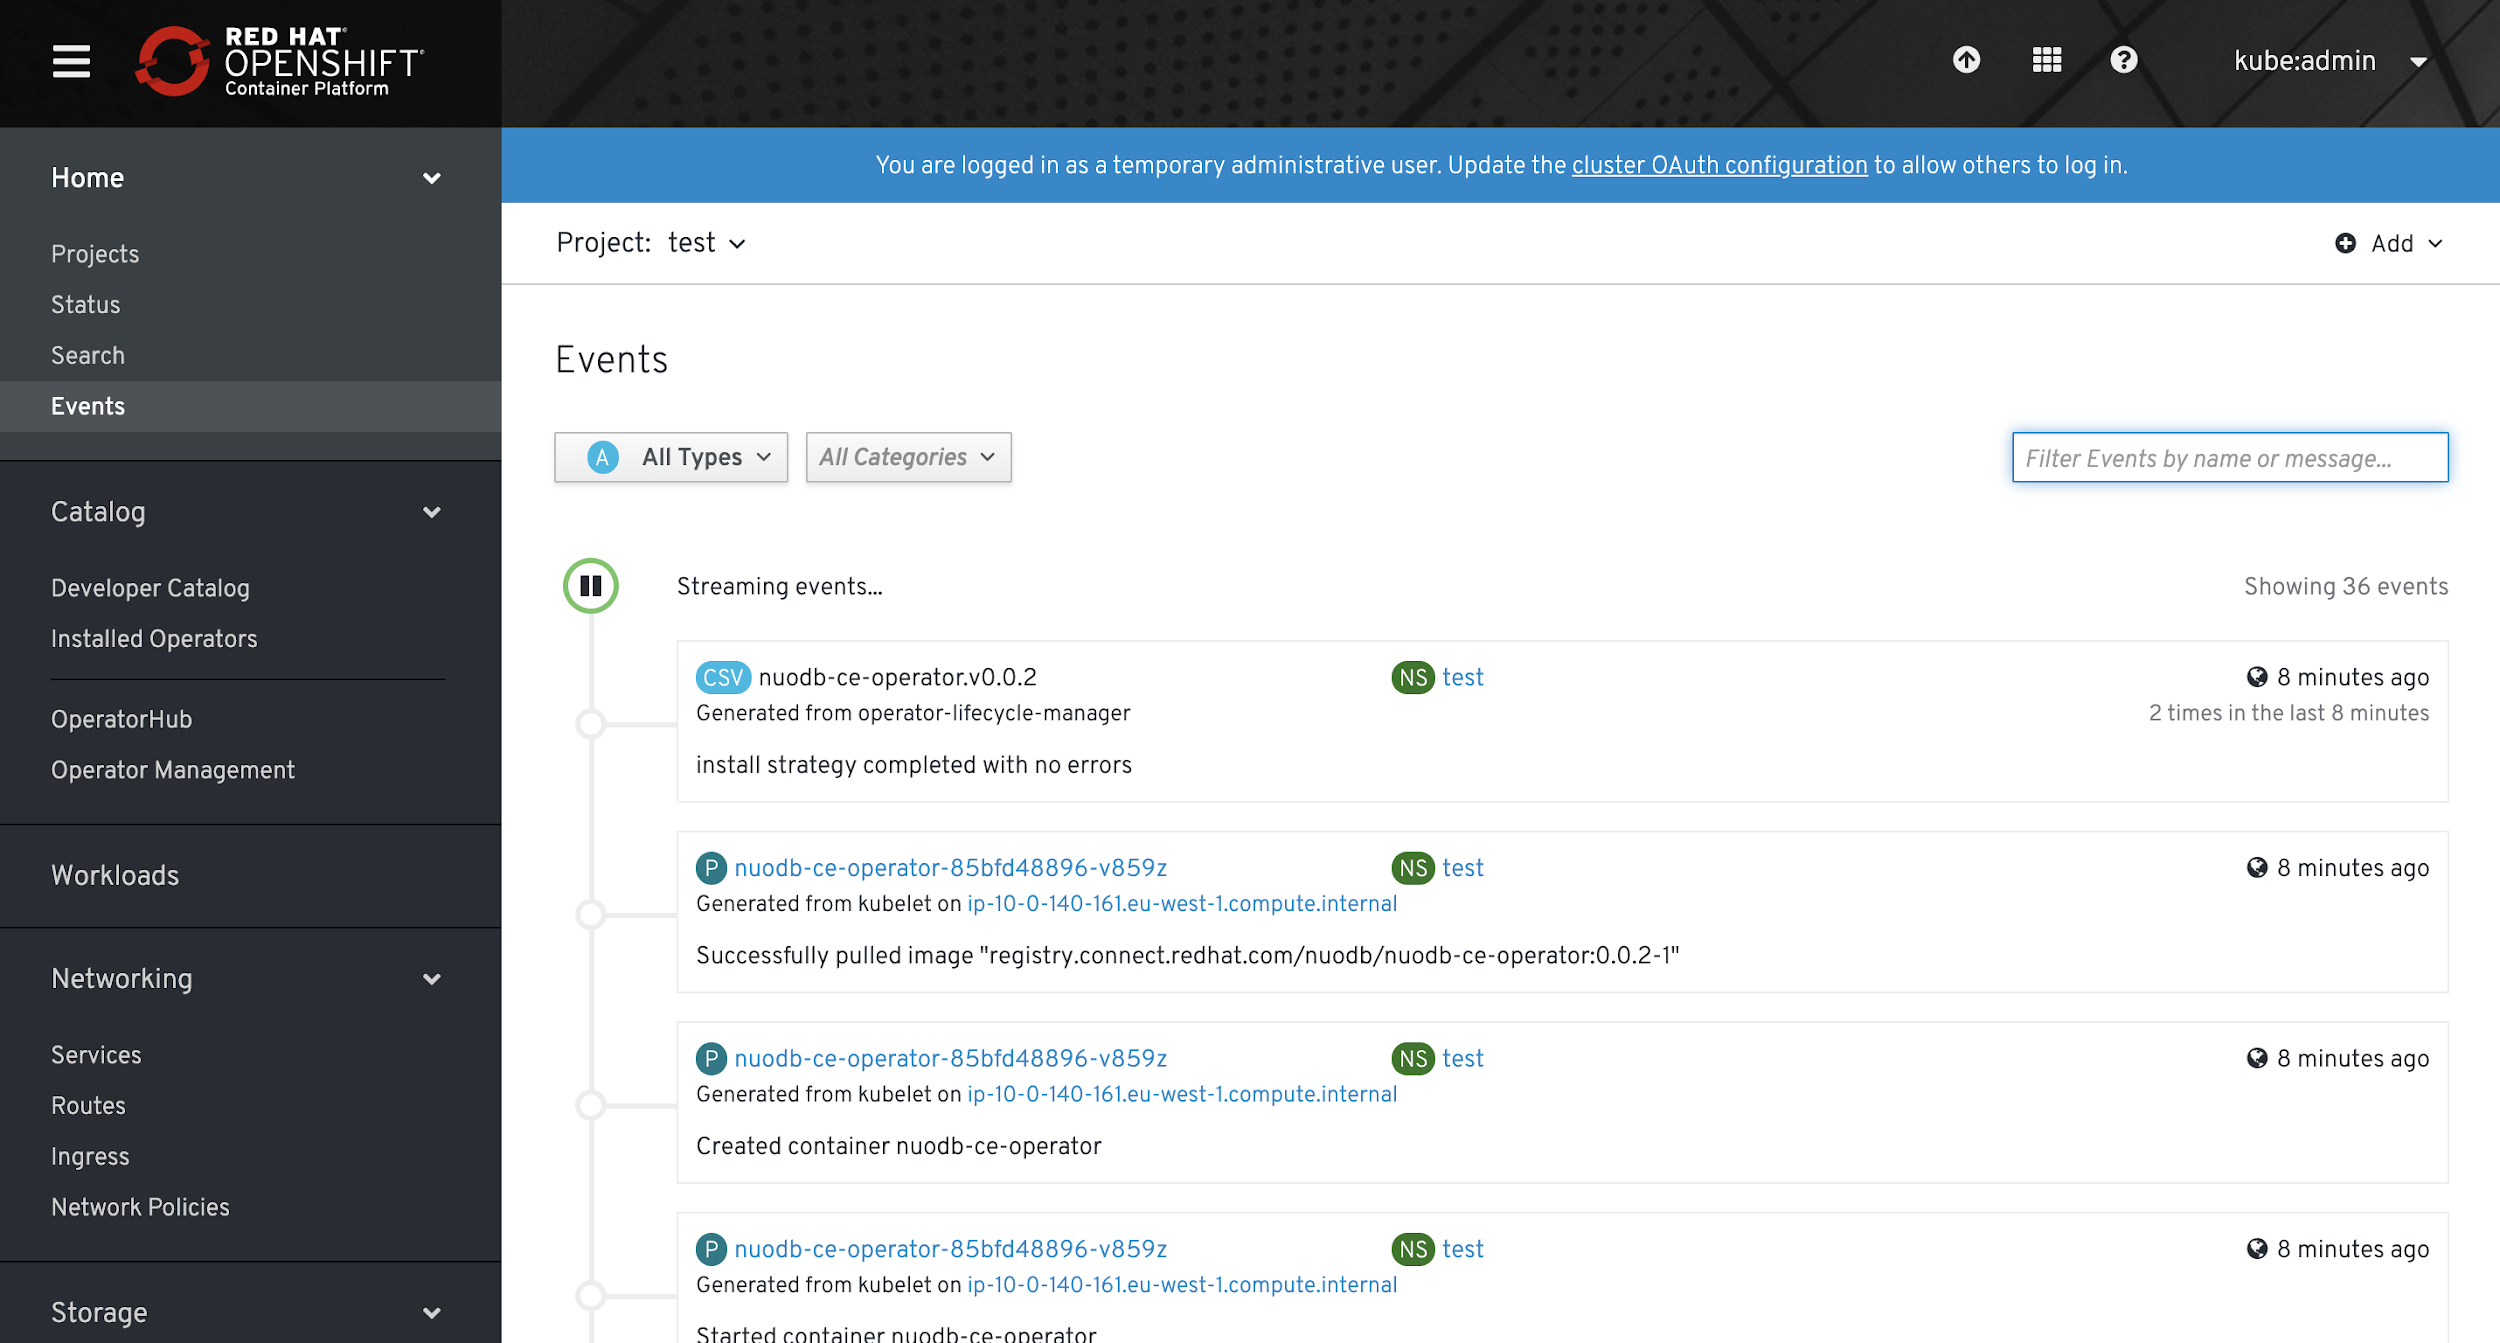 RED HAT
OPENSHIFT
Container Platform
kube:admin
Home
Projects
Status
Search
Events
Catalog
Developer Catalog
Installed Operators
OperatorHub
Operator Management
Workloads
Networking
Services
Routes
Ingress
Network Policies
Storage
You are logged in as a temporary administrative user. Update the cluster OAuth configuration to allow others to log in.
Project: test
Add
Events
A All Types
All Categories
Filter Events by name or message...
Streaming events...
Showing 36 events
CSV nuodb-ce-operator.v0.0.2
NS test
8 minutes ago
Generated from operator-lifecycle-manager
2 times in the last 8 minutes
install strategy completed with no errors
P nuodb-ce-operator-85bfd48896-v859z
NS test
8 minutes ago
Generated from kubelet on ip-10-0-140-161.eu-west-1.compute.internal
Successfully pulled image "registry.connect.redhat.com/nuodb/nuodb-ce-operator:0.0.2-1"
P nuodb-ce-operator-85bfd48896-v859z
NS test
8 minutes ago
Generated from kubelet on ip-10-0-140-161.eu-west-1.compute.internal
Created container nuodb-ce-operator
P nuodb-ce-operator-85bfd48896-v859z
NS test
8 minutes ago
Generated from kubelet on ip-10-0-140-161.eu-west-1.compute.internal
Started container nuodb-ce-operator